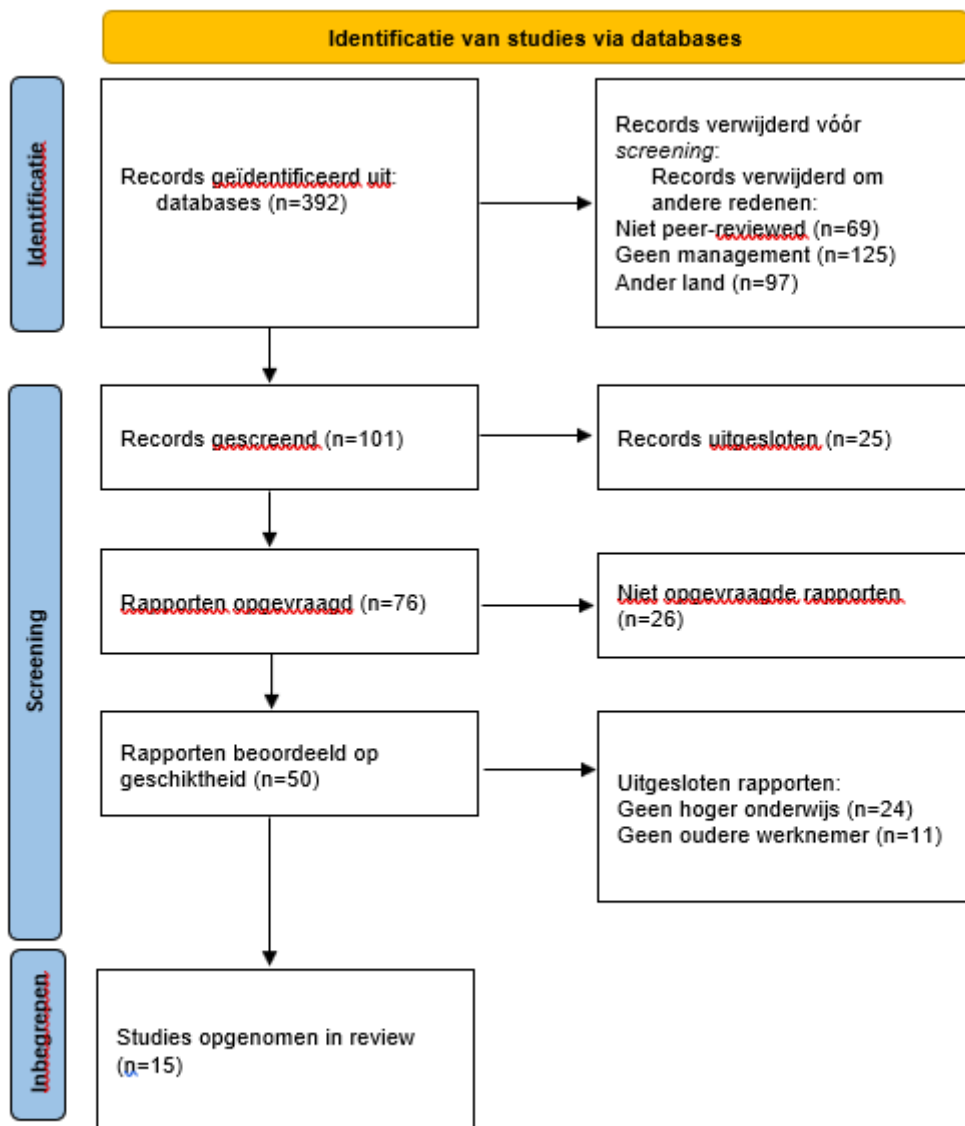 Identificatie van studies via databases
Identificatie
Records geïdentificeerd uit:
databases (n=392)
Records verwijderd vóór
screening:
Records verwijderd om
andere redenen:
Niet peer-reviewed (n=69)
Geen management (n=125)
Ander land (n=97)
Screening
Records gescreend (n=101)
Records uitgesloten (n=25)
Rapporten opgevraagd (n=76)
Niet opgevraagde rapporten
(n=26)
Rapporten beoordeeld op
geschiktheid (n=50)
Uitgesloten rapporten:
Geen hoger onderwijs (n=24)
Geen oudere werknemer (n=11)
Inbegrepen
Studies opgenomen in review
(n=15)